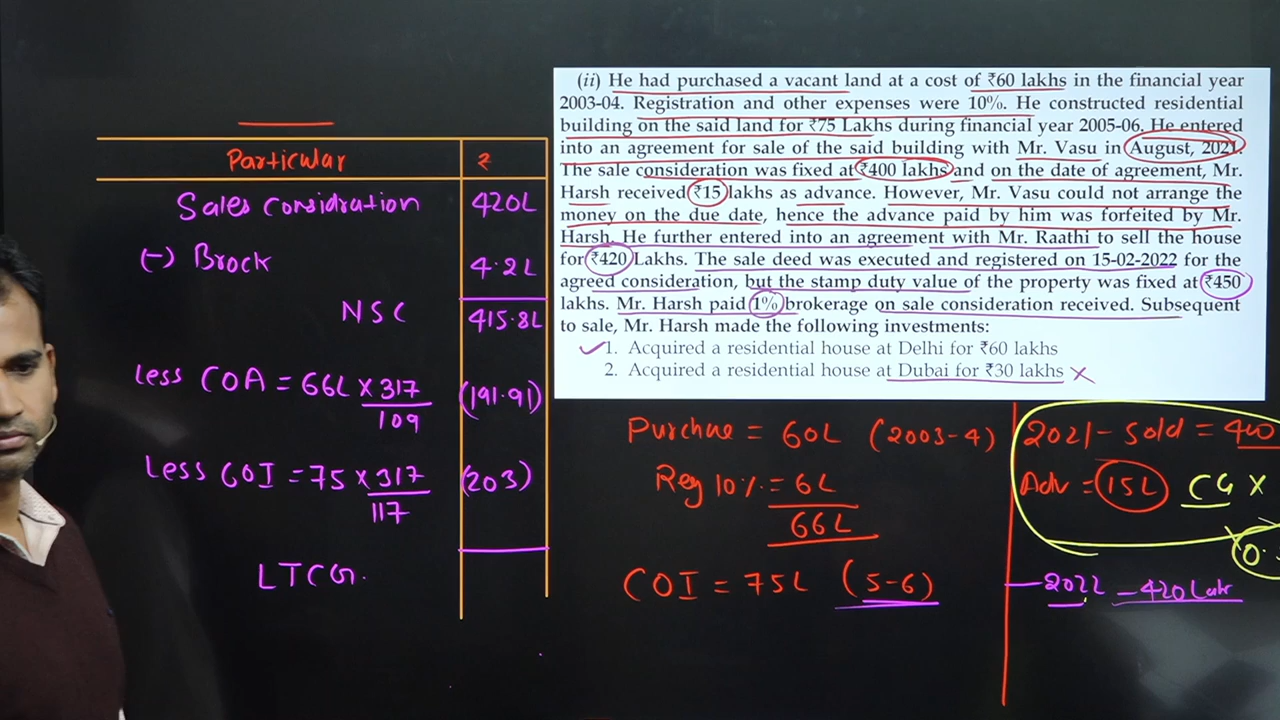 Particular ₹
Sales Considration 420L
(-) Brock 4.2L
NSC 415.8L
Less COA = 66L × 317/109 (191.91)
Less COI = 75 × 317/117 (203)
LTCG.
(ii) He had purchased a vacant land at a cost of ₹60 lakhs in the financial year
2003-04. Registration and other expenses were 10%. He constructed residential
building on the said land for ₹75 Lakhs during financial year 2005-06. He entered
into an agreement for sale of the said building with Mr. Vasu in August, 2021.
The sale consideration was fixed at ₹400 lakhs and on the date of agreement, Mr.
Harsh received ₹15 lakhs as advance. However, Mr. Vasu could not arrange the
money on the due date, hence the advance paid by him was forfeited by Mr.
Harsh. He further entered into an agreement with Mr. Raathi to sell the house
for ₹420 Lakhs. The sale deed was executed and registered on 15-02-2022 for the
agreed consideration, but the stamp duty value of the property was fixed at ₹450
lakhs. Mr. Harsh paid 1% brokerage on sale consideration received. Subsequent
to sale, Mr. Harsh made the following investments:
1. Acquired a residential house at Delhi for ₹60 lakhs
2. Acquired a residential house at Dubai for ₹30 lakhs
Purchae = 60L (2003-4)
Reg 10% = 6L
66L
COI = 75L (5-6)
2021 - Sold = 400
Adv = 15L CG ×
2022 - 420 Lakr